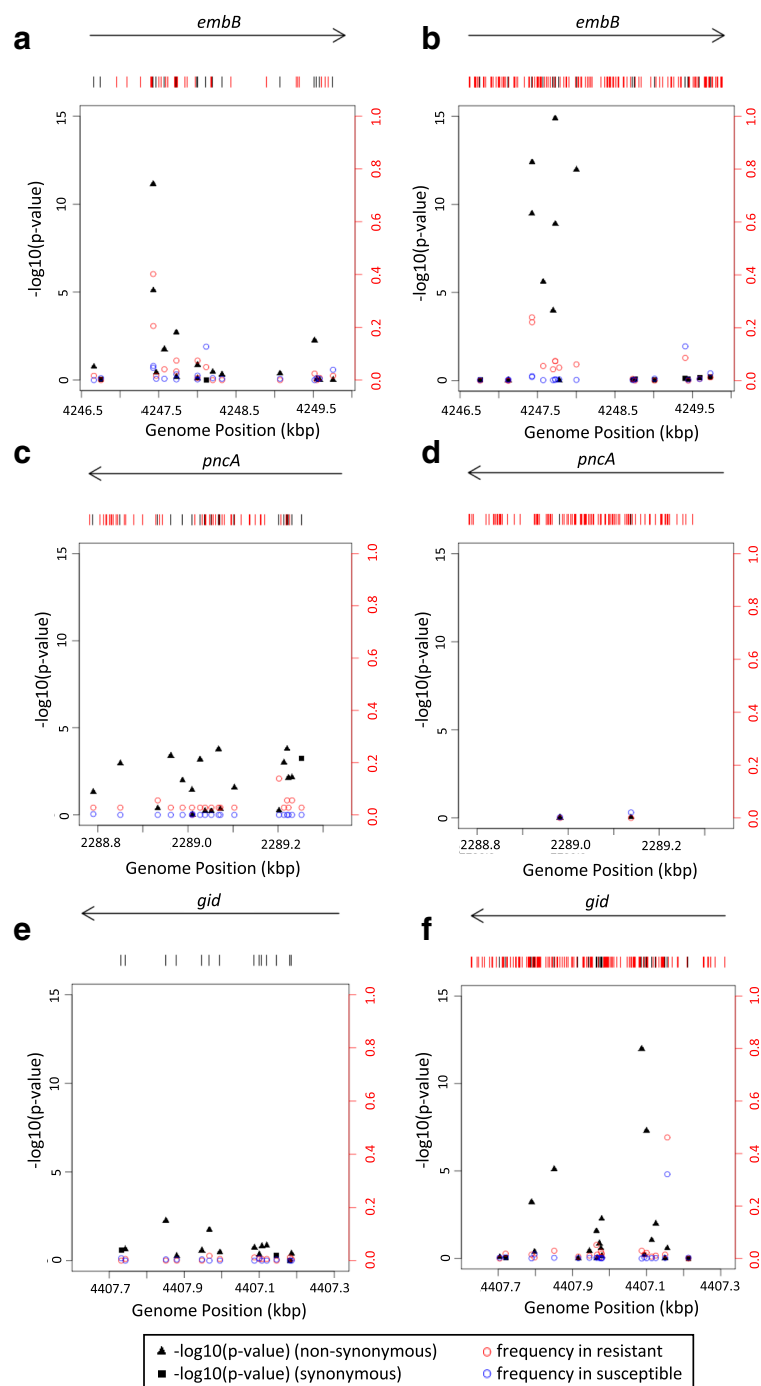 a
embB
15
10
5
0
-log10(p-value)
1.0
0.8
0.6
0.4
0.2
0.0
4246.5
4247.5
4248.5
4249.5
Genome Position (kbp)
b
embB
15
10
5
0
-log10(p-value)
1.0
0.8
0.6
0.4
0.2
0.0
4246.5
4247.5
4248.5
4249.5
Genome Position (kbp)
c
pncA
15
10
5
0
-log10(p-value)
1.0
0.8
0.6
0.4
0.2
0.0
2288.8
2289.0
2289.2
Genome Position (kbp)
d
pncA
15
10
5
0
-log10(p-value)
1.0
0.8
0.6
0.4
0.2
0.0
2288.8
2289.0
2289.2
Genome Position (kbp)
e
gid
15
10
5
0
-log10(p-value)
1.0
0.8
0.6
0.4
0.2
0.0
4407.7
4407.9
4407.1
4407.3
Genome Position (kbp)
f
gid
15
10
5
0
-log10(p-value)
1.0
0.8
0.6
0.4
0.2
0.0
4407.7
4407.9
4407.1
4407.3
Genome Position (kbp)
-log10(p-value) (non-synonymous)
frequency in resistant
-log10(p-value) (synonymous)
frequency in susceptible